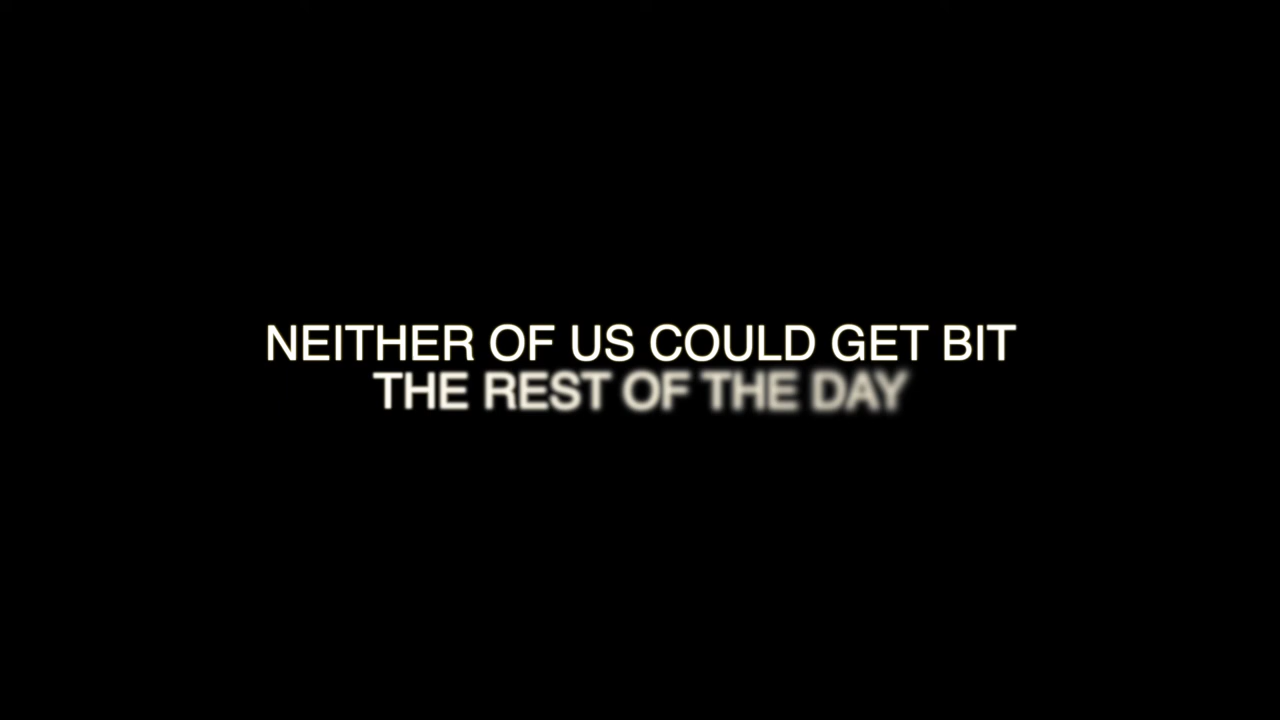 NEITHER OF US COULD GET BIT
THE REST OF THE DAY